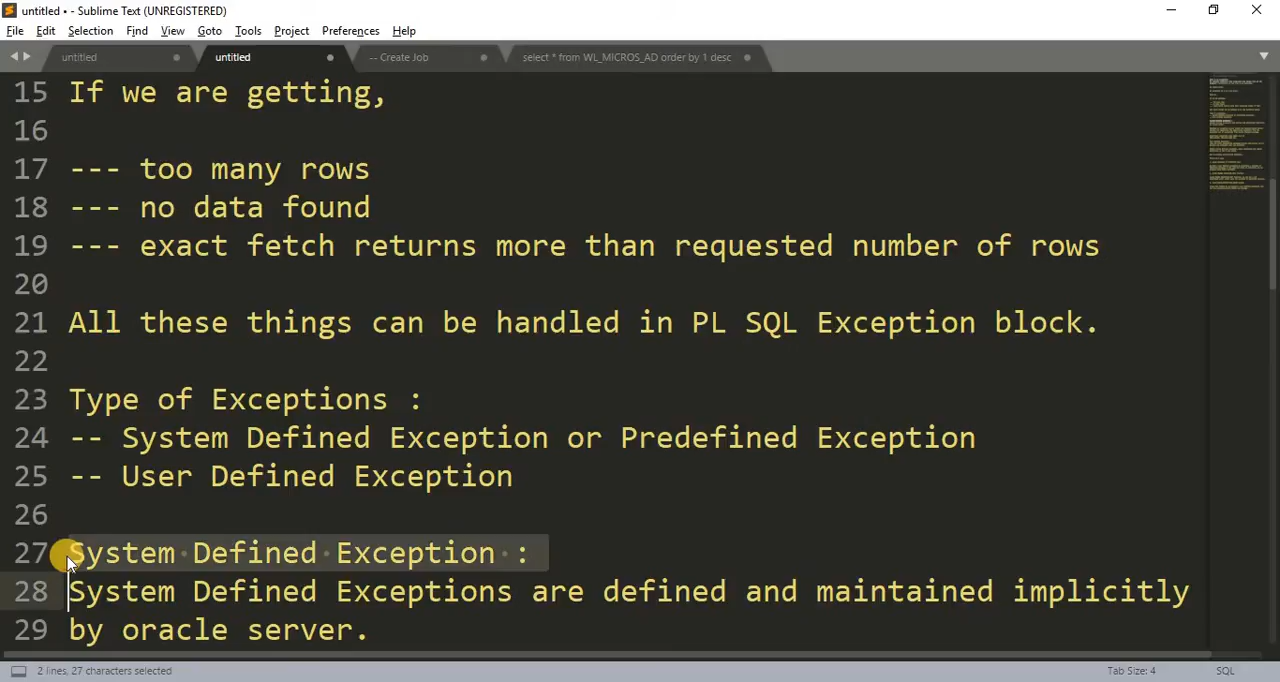 untitled • - Sublime Text (UNREGISTERED)
File Edit Selection Find View Goto Tools Project Preferences Help
untitled untitled -- Create Job select * from WL_MICROS_AD order by 1 desc
15 If we are getting,
16
17 --- too many rows
18 --- no data found
19 --- exact fetch returns more than requested number of rows
20
21 All these things can be handled in PL SQL Exception block.
22
23 Type of Exceptions :
24 -- System Defined Exception or Predefined Exception
25 -- User Defined Exception
26
27 System Defined Exception :
28 System Defined Exceptions are defined and maintained implicitly
29 by oracle server.
2 lines, 27 characters selected Tab Size: 4 SQL